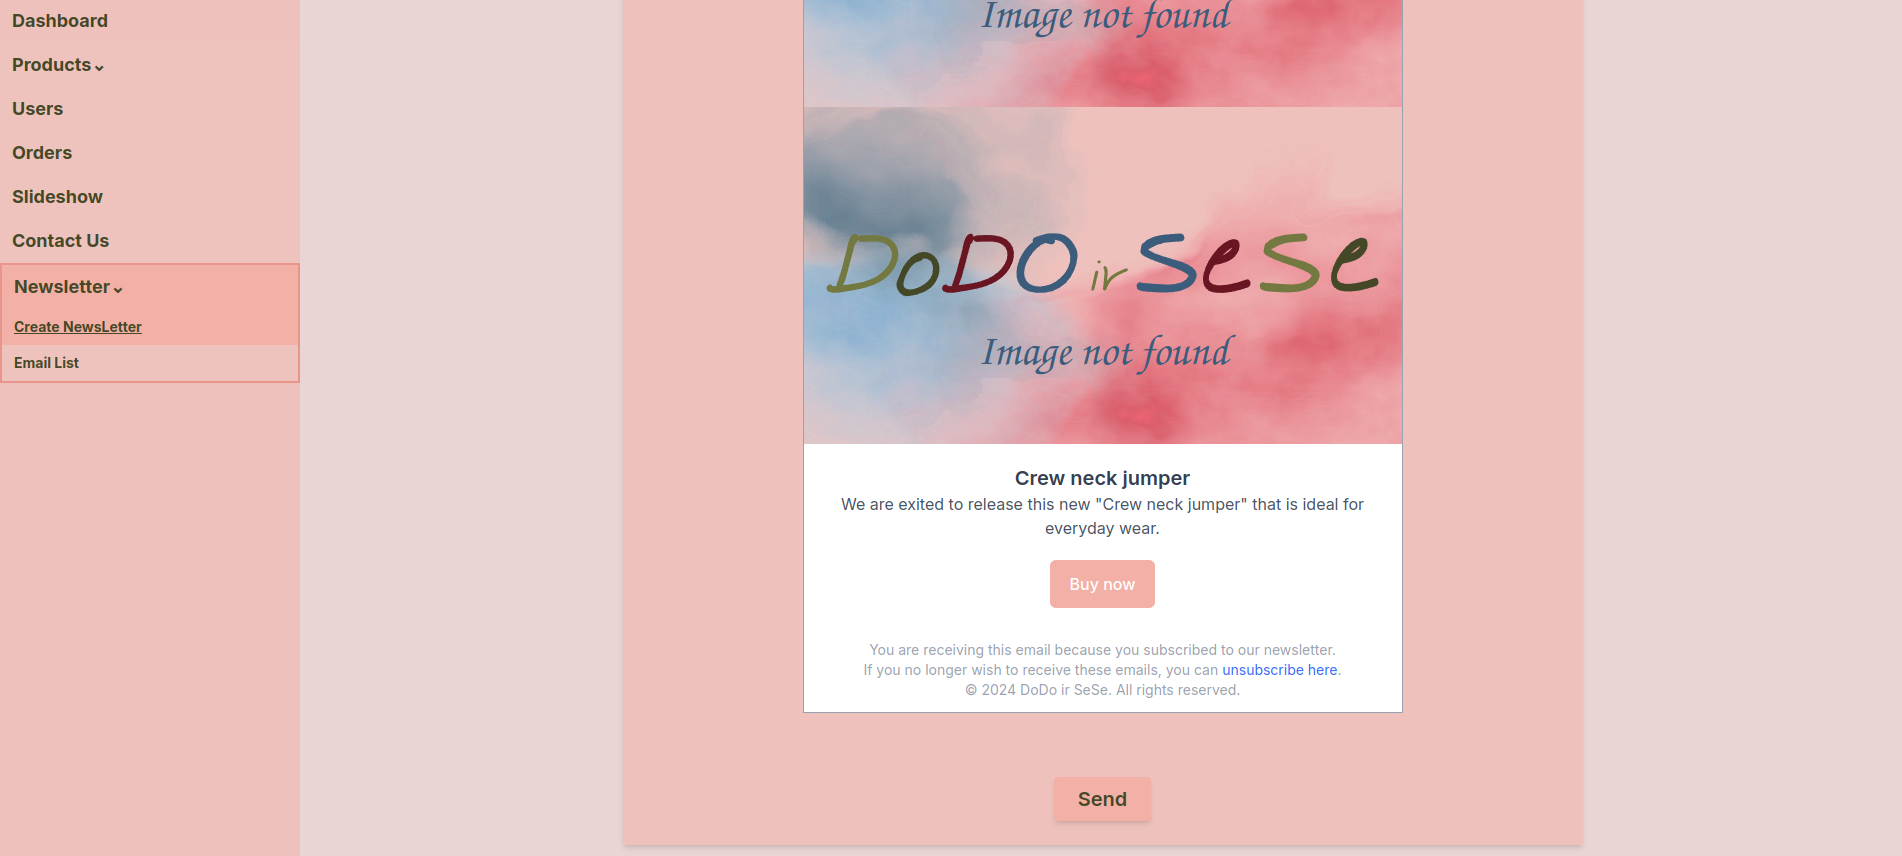 Dashboard
Products
Users
Orders
Slideshow
Contact Us
Newsletter
Create NewsLetter
Email List
Image not found
DoDO ir SeSe
Image not found
Crew neck jumper
We are exited to release this new "Crew neck jumper" that is ideal for
everyday wear.
Buy now
You are receiving this email because you subscribed to our newsletter.
If you no longer wish to receive these emails, you can unsubscribe here.
© 2024 DoDo ir SeSe. All rights reserved.
Send